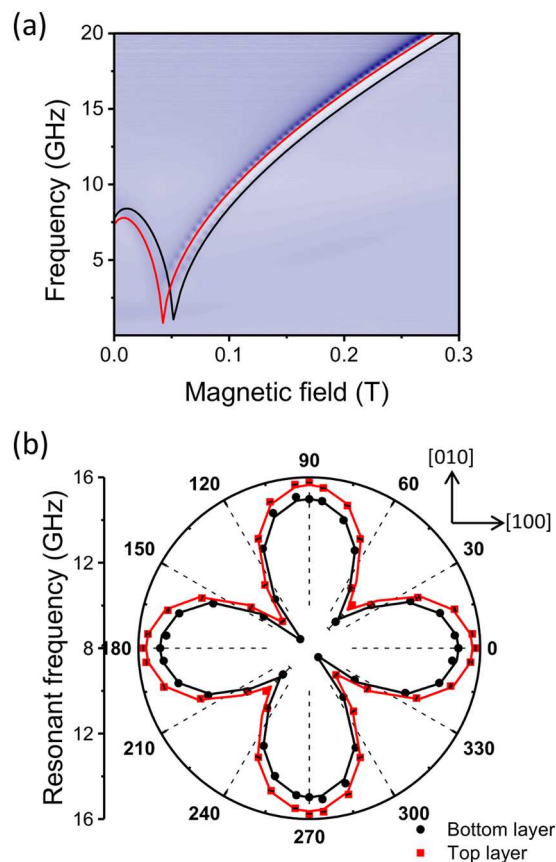 (a)
20
15
10
5
Frequency (GHz)
0.0 0.1 0.2 0.3
Magnetic field (T)
(b)
[010]
[100]
90
120 60
150 30
180 0
210 330
240 300
270
16
12
8
12
16
Resonant frequency (GHz)
Bottom layer
Top layer